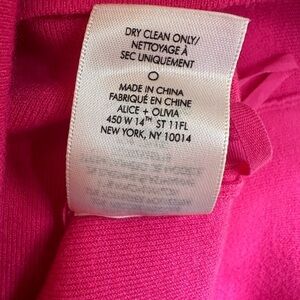 DRY CLEAN ONLY/
NETTOYAGE À
SEC UNIQUEMENT
MADE IN CHINA
FABRIQUÉ EN CHINE
ALICE + OLIVIA
450 W 14TH ST 11FL
NEW YORK, NY 10014